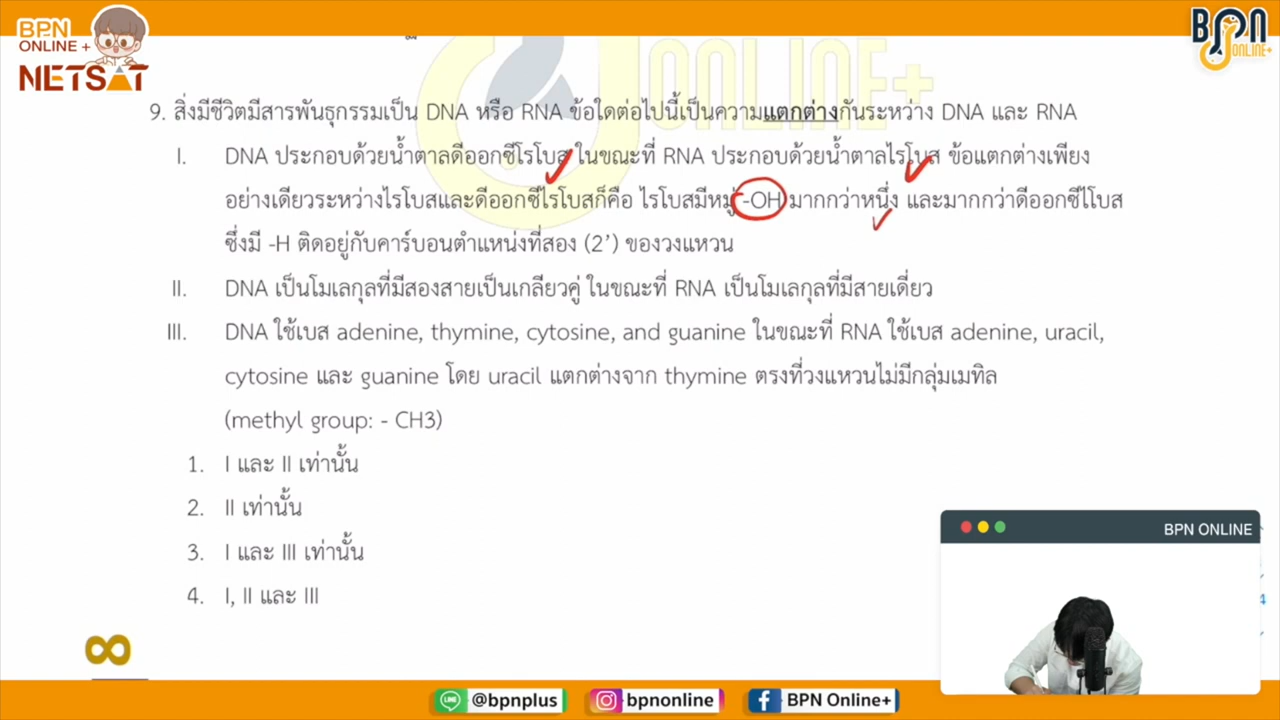 BPN
ONLINE +
NETSAT
BPN
ONLINE+
ONLINE+
9. สิ่งมีชีวิตมีสารพันธุกรรมเป็น DNA หรือ RNA ข้อใดต่อไปนี้เป็นความแตกต่างกันระหว่าง DNA และ RNA
I. DNA ประกอบด้วยน้ำตาลดีออกซีไรโบส ในขณะที่ RNA ประกอบด้วยน้ำตาลไรโบส ข้อแตกต่างเพียง
อย่างเดียวระหว่างไรโบสและดีออกซีไรโบสก็คือ ไรโบสมีหมู่ -OH มากกว่าหนึ่ง และมากกว่าดีออกซีไโบส
ซึ่งมี -H ติดอยู่กับคาร์บอนตำแหน่งที่สอง (2’) ของวงแหวน
II. DNA เป็นโมเลกุลที่มีสองสายเป็นเกลียวคู่ ในขณะที่ RNA เป็นโมเลกุลที่มีสายเดี่ยว
III. DNA ใช้เบส adenine, thymine, cytosine, and guanine ในขณะที่ RNA ใช้เบส adenine, uracil,
cytosine และ guanine โดย uracil แตกต่างจาก thymine ตรงที่วงแหวนไม่มีกลุ่มเมทิล
(methyl group: - CH3)
1. I และ II เท่านั้น
2. II เท่านั้น
3. I และ III เท่านั้น
4. I, II และ III
BPN ONLINE
@bpnplus
bpnonline
BPN Online+